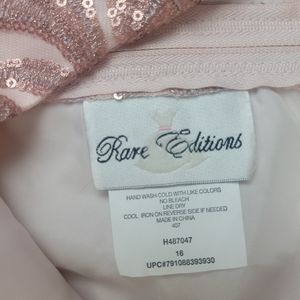 Rare Editions
HAND WASH COLD WITH LIKE COLORS
NO BLEACH
LINE DRY
COOL IRON ON REVERSE SIDE IF NEEDED
MADE IN CHINA
407
H487047
16
UPC#791088393930